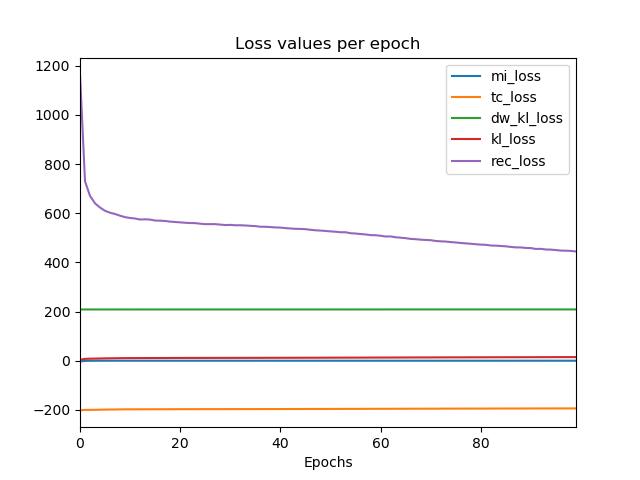 Loss values per epoch
1200
1000
800
600
400
200
0
−200
0 20 40 60 80
Epochs
mi_loss
tc_loss
dw_kl_loss
kl_loss
rec_loss